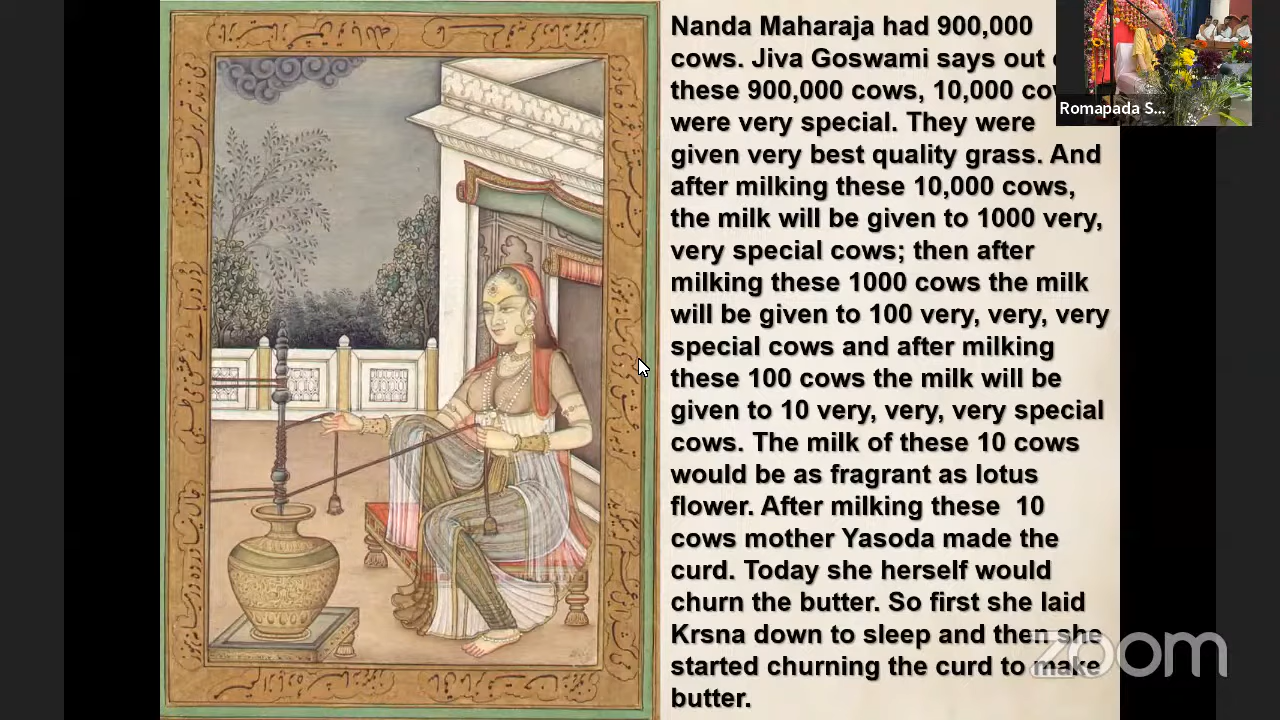 Nanda Maharaja had 900,000
cows. Jiva Goswami says out
these 900,000 cows, 10,000
were very special. They were
given very best quality grass. And
after milking these 10,000 cows,
the milk will be given to 1000 very,
very special cows; then after
milking these 1000 cows the milk
will be given to 100 very, very, very
special cows and after milking
these 100 cows the milk will be
given to 10 very, very, very special
cows. The milk of these 10 cows
would be as fragrant as lotus
flower. After milking these  10
cows mother Yasoda made the
curd. Today she herself would
churn the butter. So first she laid
Krsna down to sleep and then she
started churning the curd to make
butter.
Romapada S...
zoom